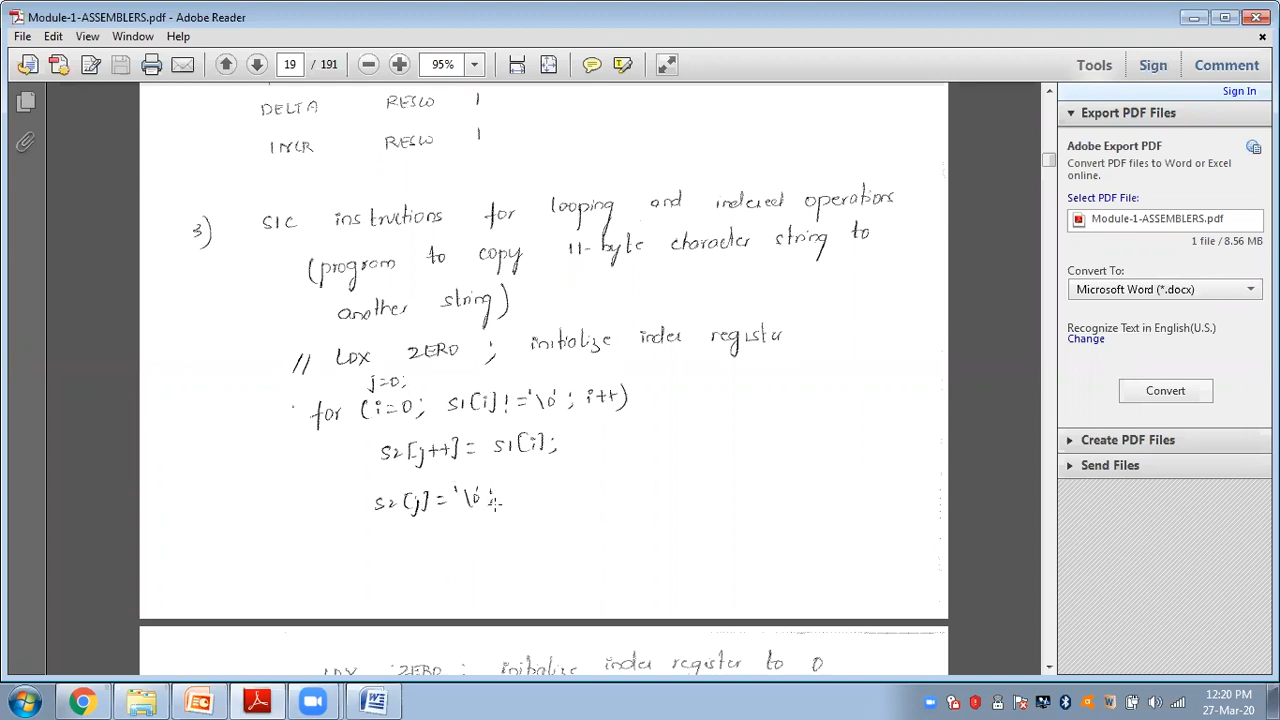 Module-1-ASSEMBLERS.pdf - Adobe Reader
File Edit View Window Help
19 / 191 95% Tools Sign Comment
Sign In
DELTA RESW 1
INCR RESW 1
3) SIC instructions for looping and indexed operations
(program to copy 11-byte character string to
another string)
// LDX ZERO ; initialize index register
j=0;
for (i=0; s1[i]!='\0'; i++)
s2[j++]= s1[i];
s2[j]='\0';
LDX ZERO ; initialize index register to 0
Export PDF Files
Adobe Export PDF
Convert PDF files to Word or Excel
online.
Select PDF File:
Module-1-ASSEMBLERS.pdf
1 file / 8.56 MB
Convert To:
Microsoft Word (*.docx)
Recognize Text in English(U.S.)
Change
Convert
Create PDF Files
Send Files
12:20 PM
27-Mar-20